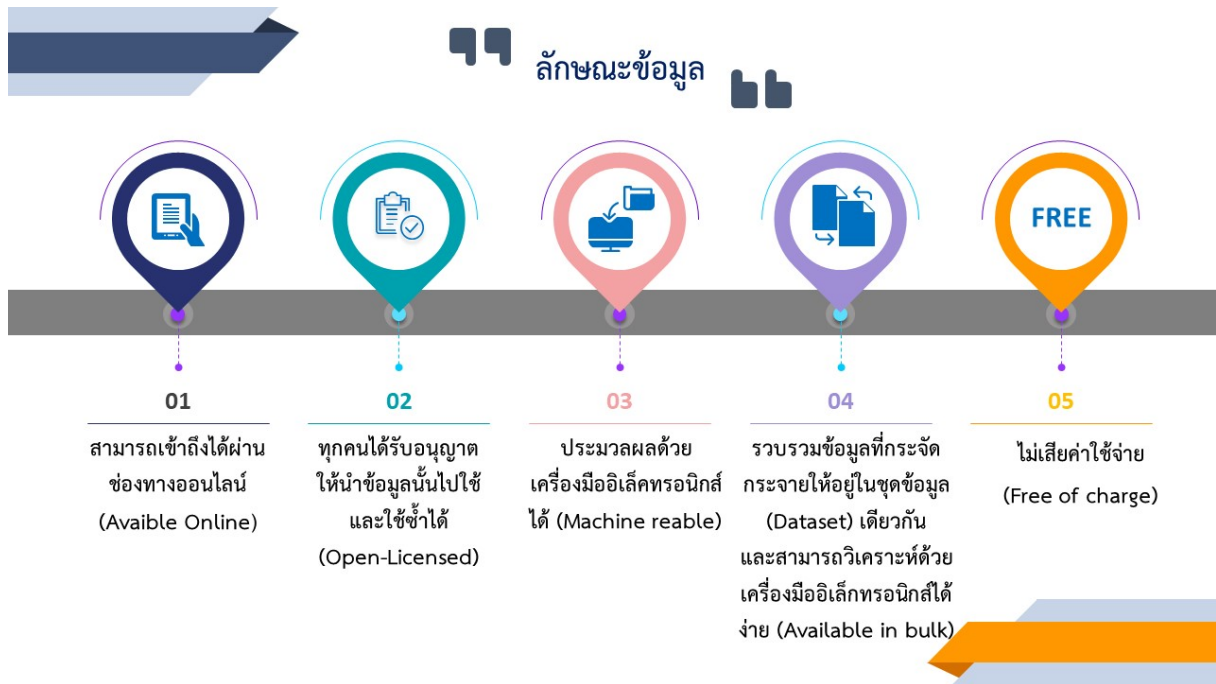 ลักษณะข้อมูล
FREE
01
สามารถเข้าถึงได้ผ่าน
ช่องทางออนไลน์
(Avaible Online)
02
ทุกคนได้รับอนุญาต
ให้นำข้อมูลนั้นไปใช้
และใช้ซ้ำได้
(Open-Licensed)
03
ประมวลผลด้วย
เครื่องมืออิเล็คทรอนิกส์
ได้ (Machine reable)
04
รวบรวมข้อมูลที่กระจัด
กระจายให้อยู่ในชุดข้อมูล
(Dataset) เดียวกัน
และสามารถวิเคราะห์ด้วย
เครื่องมืออิเล็กทรอนิกส์ได้
ง่าย (Available in bulk)
05
ไม่เสียค่าใช้จ่าย
(Free of charge)